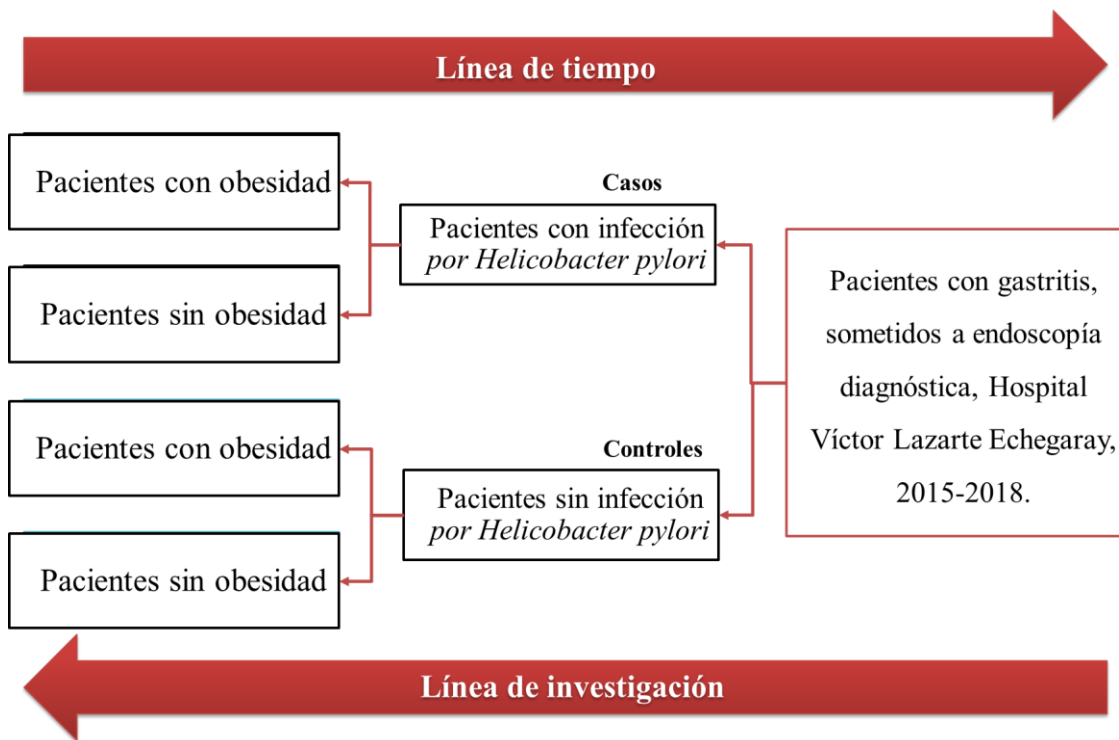 Línea de tiempo
Pacientes con obesidad
Pacientes sin obesidad
Pacientes con obesidad
Pacientes sin obesidad
Casos
Pacientes con infección
por Helicobacter pylori
Controles
Pacientes sin infección
por Helicobacter pylori
Pacientes con gastritis,
sometidos a endoscopía
diagnóstica, Hospital
Víctor Lazarte Echegaray,
2015-2018.
Línea de investigación